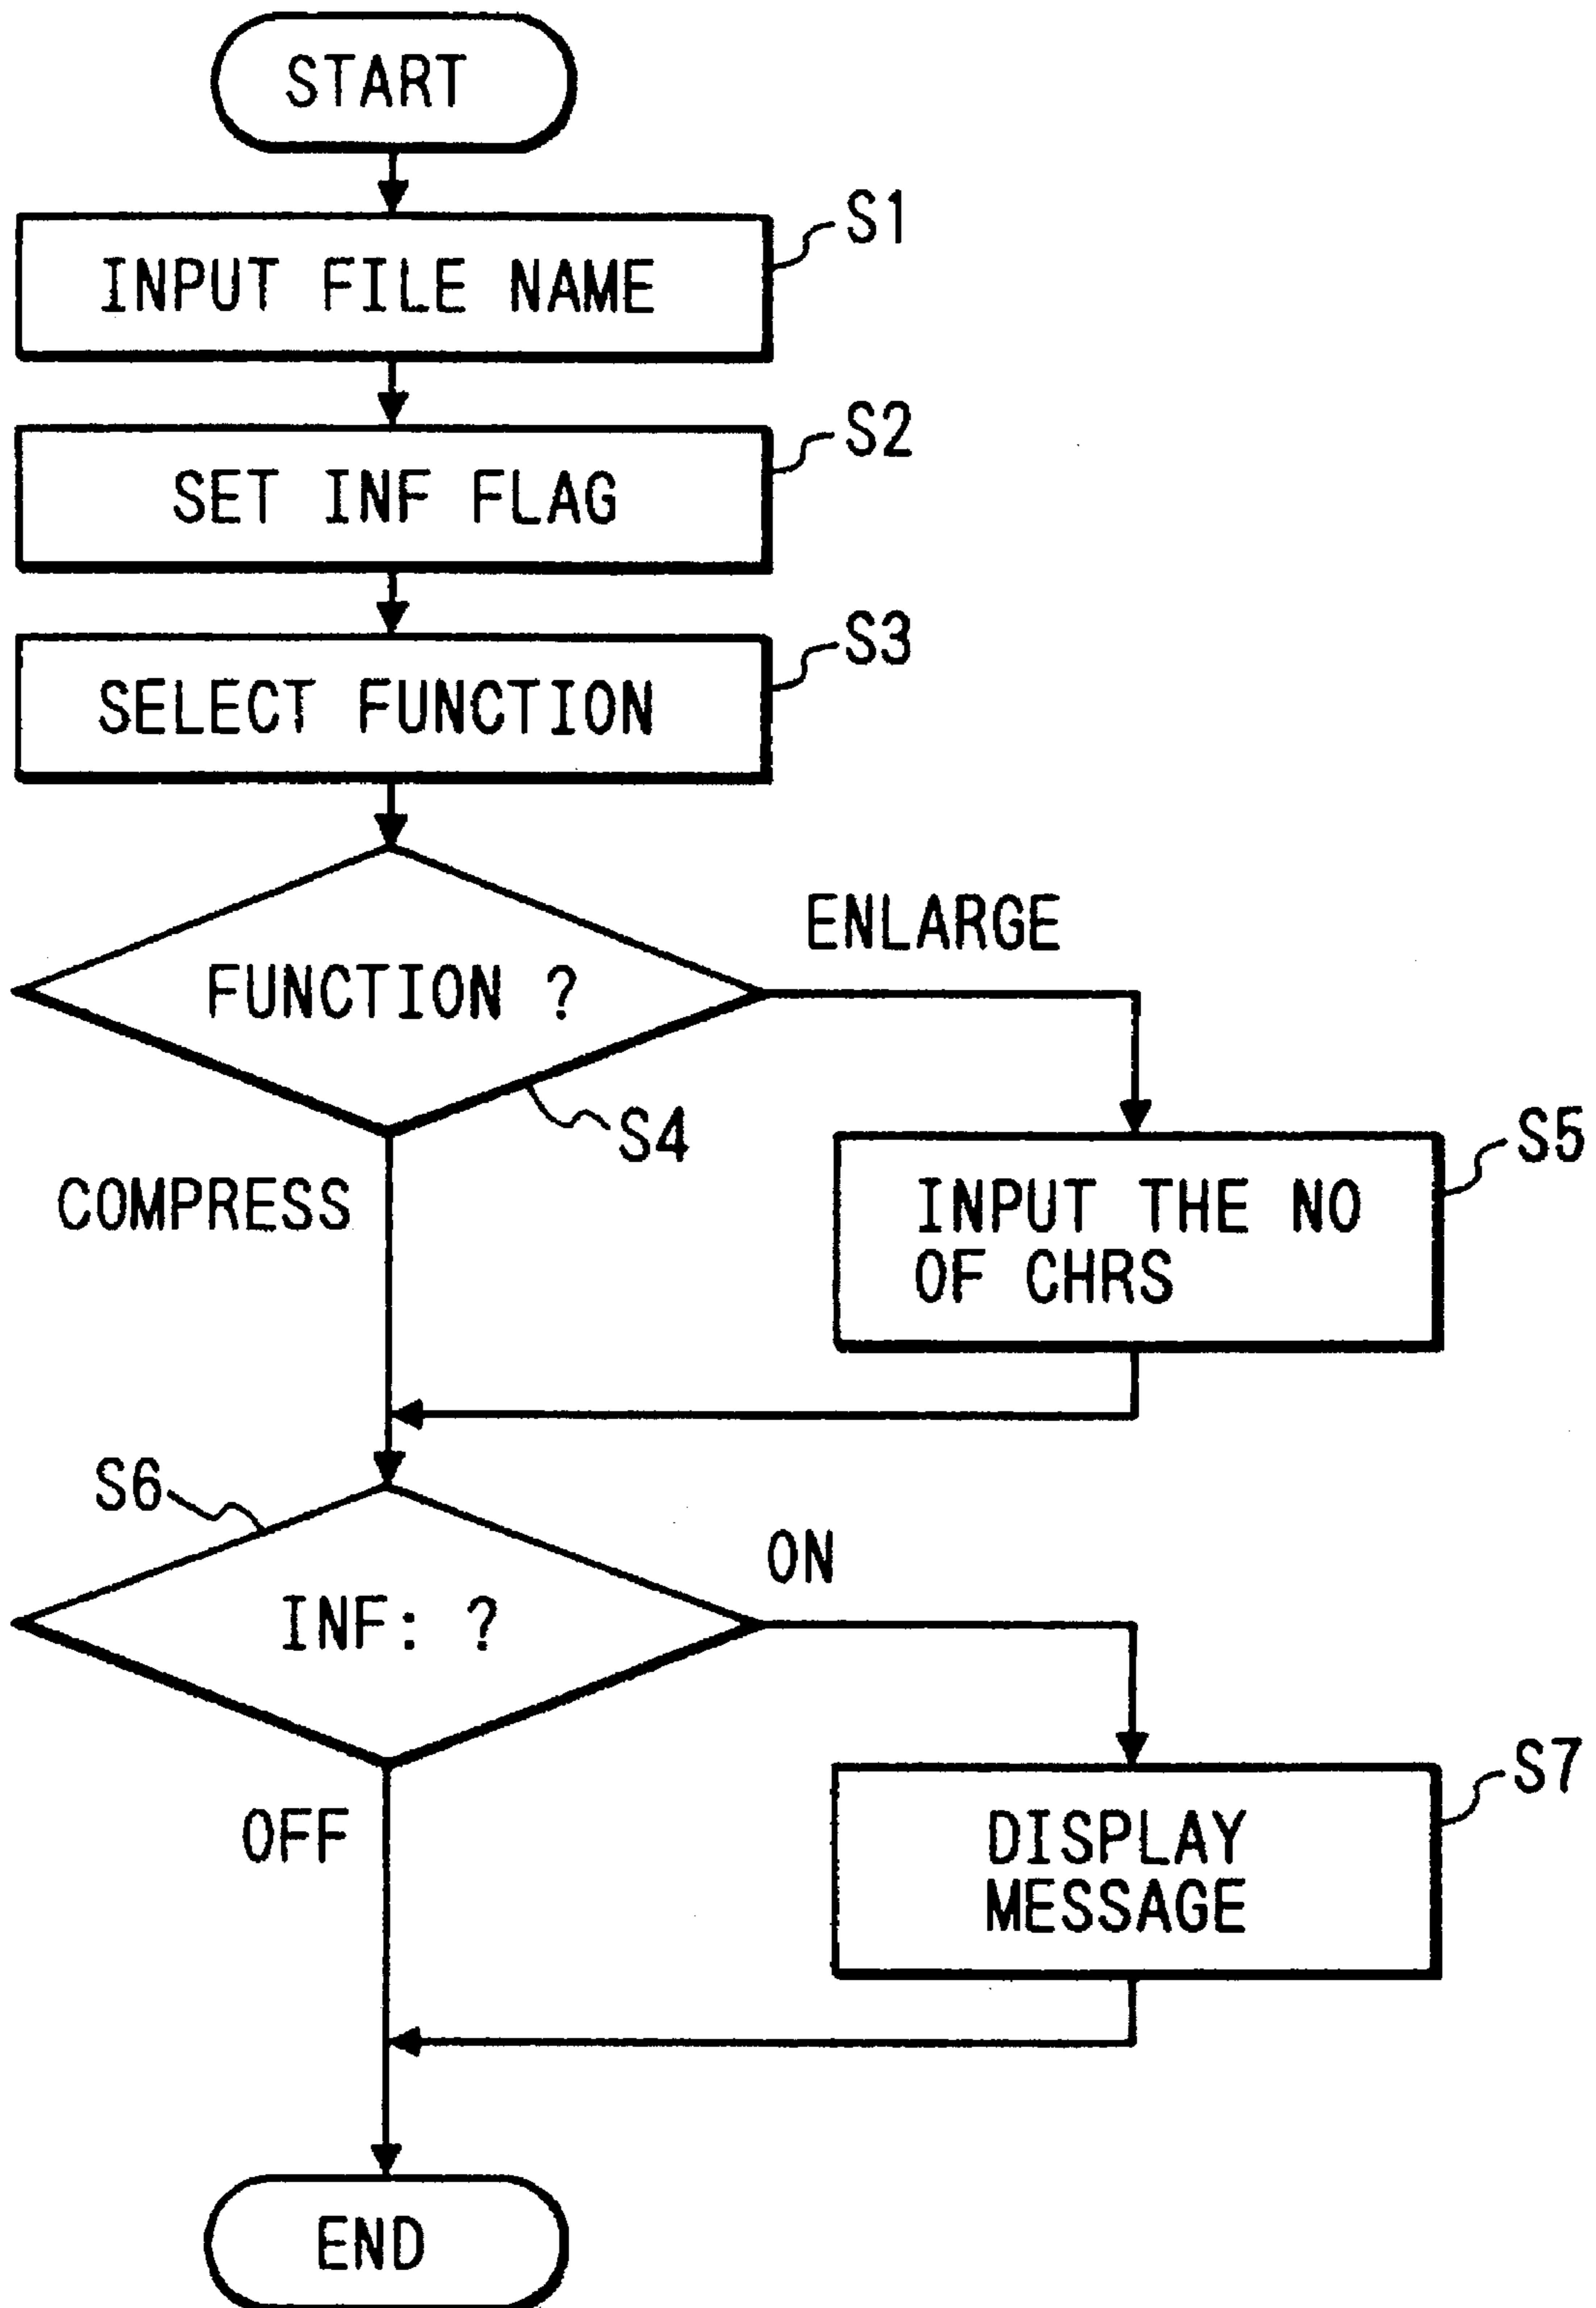 START
S1
INPUT FILE NAME
S2
SET INF FLAG
S3
SELECT FUNCTION
ENLARGE
FUNCTION ?
S4
COMPRESS
S5
INPUT THE NO
OF CHRS
S6
ON
INF: ?
S7
OFF
DISPLAY
MESSAGE
END